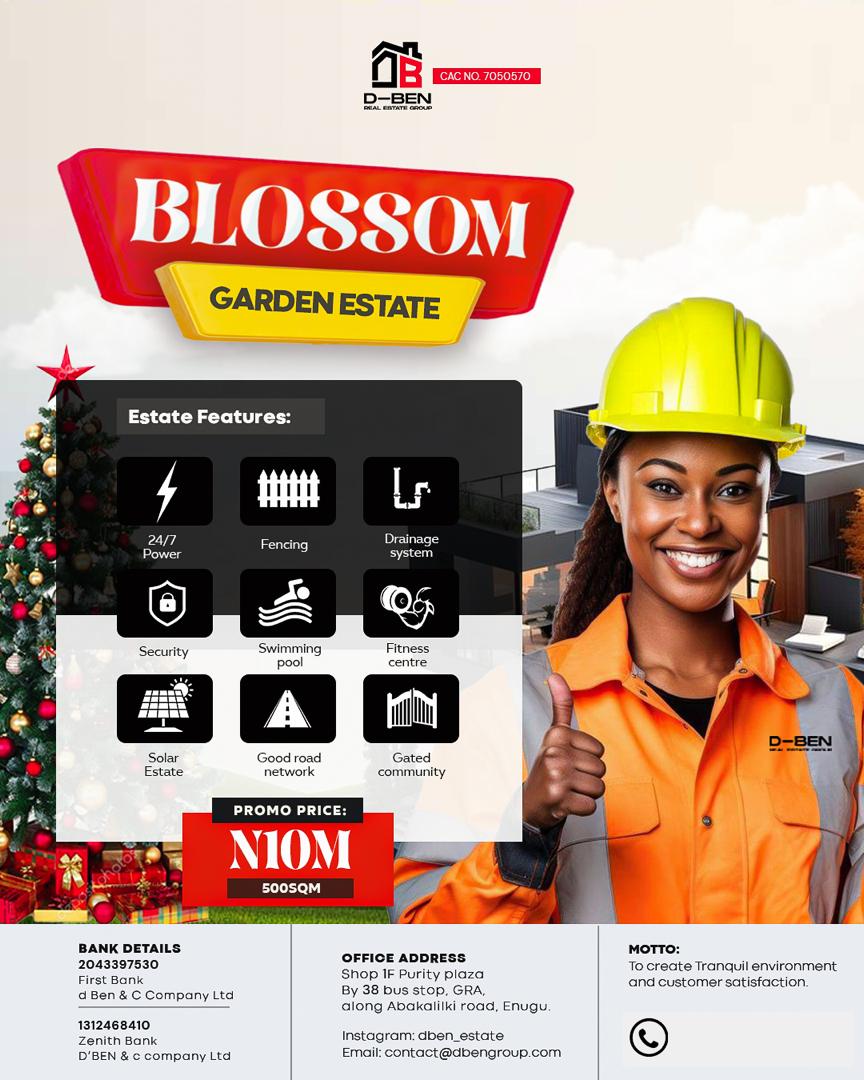 D-BEN
REAL ESTATE GROUP
CAC NO. 7050570
BLOSSOM
GARDEN ESTATE
Estate Features:
24/7
Power
Fencing
Drainage
system
Security
Swimming
pool
Fitness
centre
Solar
Estate
Good road
network
Gated
community
D-BEN
REAL ESTATE GROUP
PROMO PRICE:
N10M
500SQM
BANK DETAILS
2043397530
First Bank
d Ben & C Company Ltd
1312468410
Zenith Bank
D'BEN & c company Ltd
OFFICE ADDRESS
Shop 1F Purity plaza
By 38 bus stop, GRA,
along Abakalilki road, Enugu.
Instagram: dben_estate
Email: contact@dbengroup.com
MOTTO:
To create Tranquil environment
and customer satisfaction.